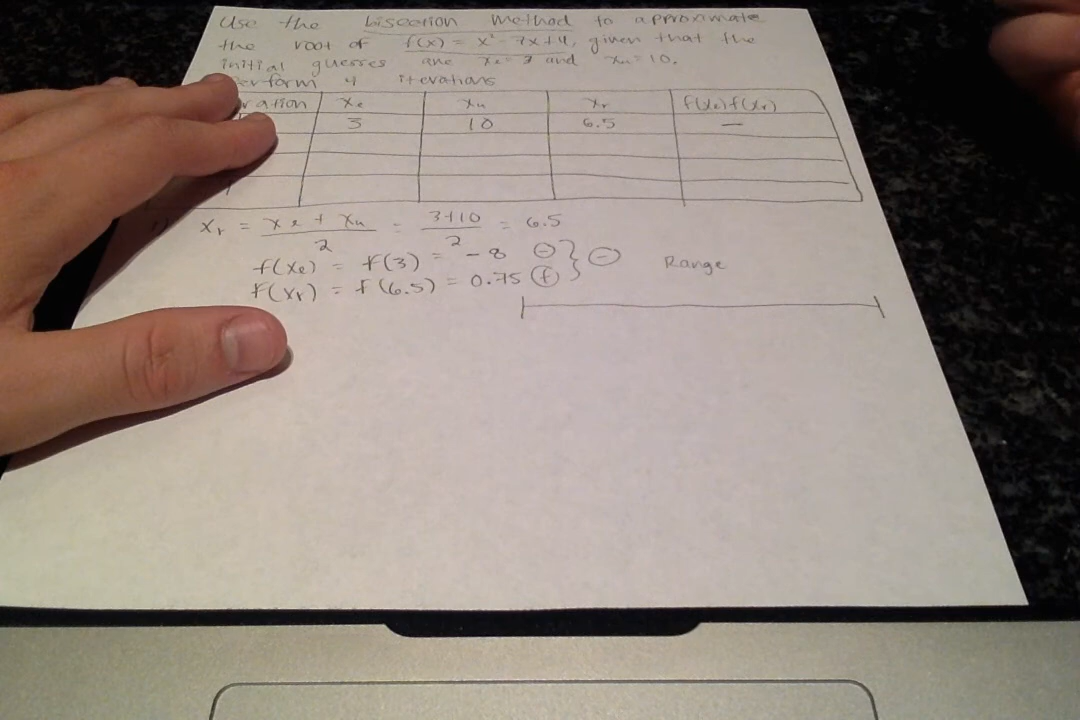 Use the bisection method to approximate
the root of f(x) = x² - 7x+4, given that the
initial guesses are xℓ = 3 and xu = 10.
erform 4 iterations
ration xℓ xu xr f(xℓ)f(xr)
3 10 6.5 —
xr = xℓ + xu / 2 = 3+10 / 2 = 6.5
f(xℓ) = f(3) = -8 ⊖ } ⊖
Range
f(xr) = f(6.5) = 0.75 ⊕